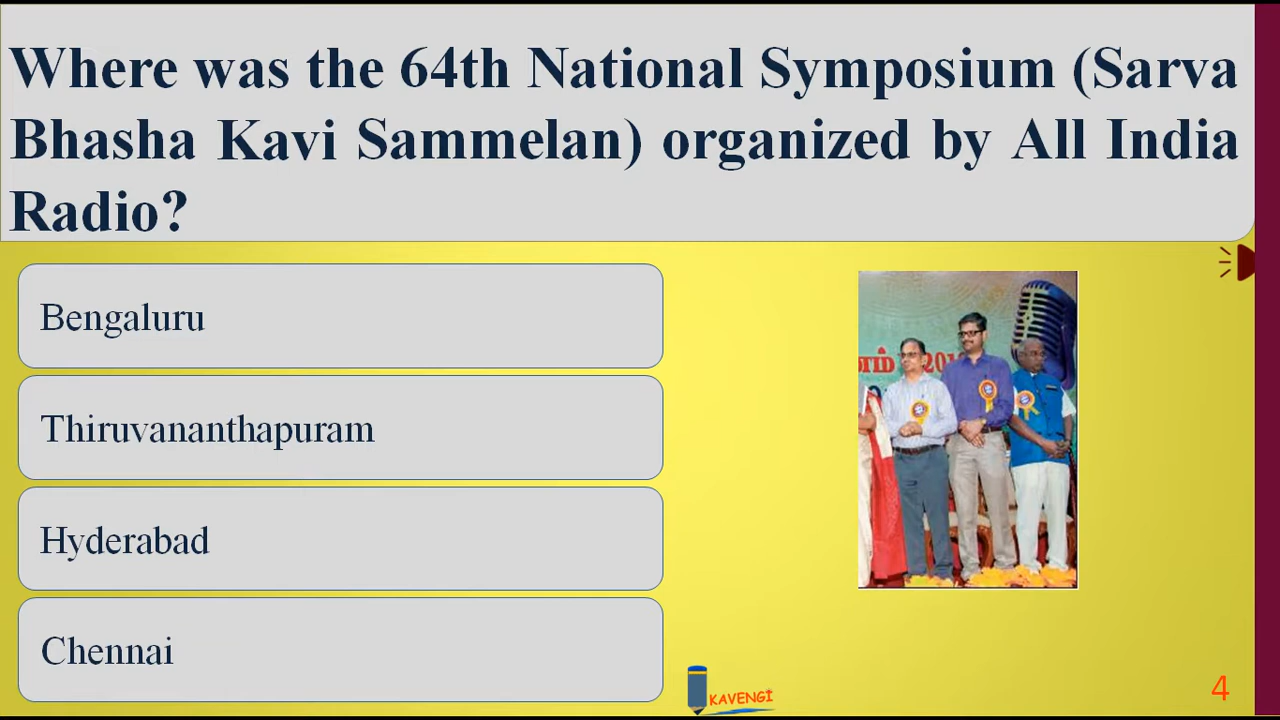 Where was the 64th National Symposium (Sarva
Bhasha Kavi Sammelan) organized by All India
Radio?
Bengaluru
Thiruvananthapuram
Hyderabad
Chennai
KAVENGI
4